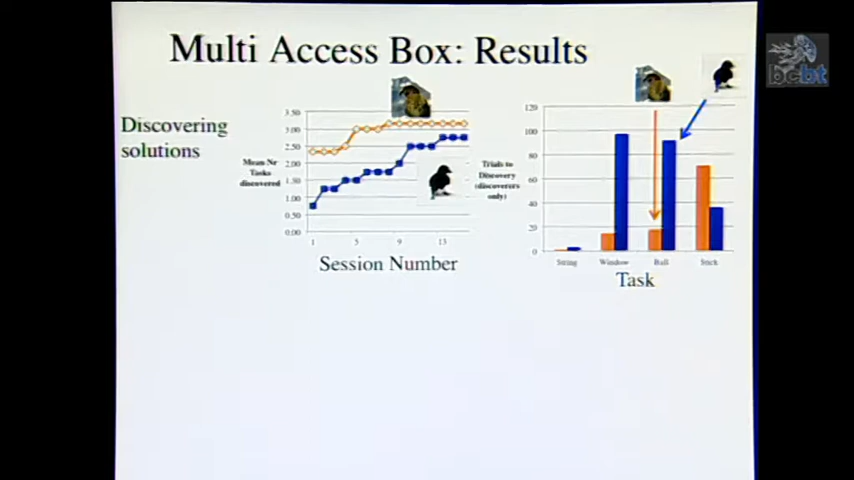 Multi Access Box: Results
bcbt
Discovering
solutions
Mean Nr
Tasks
discovered
3.50
3.00
2.50
2.00
1.50
1.00
0.50
0.00
1
5
9
13
Session Number
Trials to
Discovery
(discoverers
only)
120
100
80
60
40
20
0
String
Window
Ball
Stick
Task